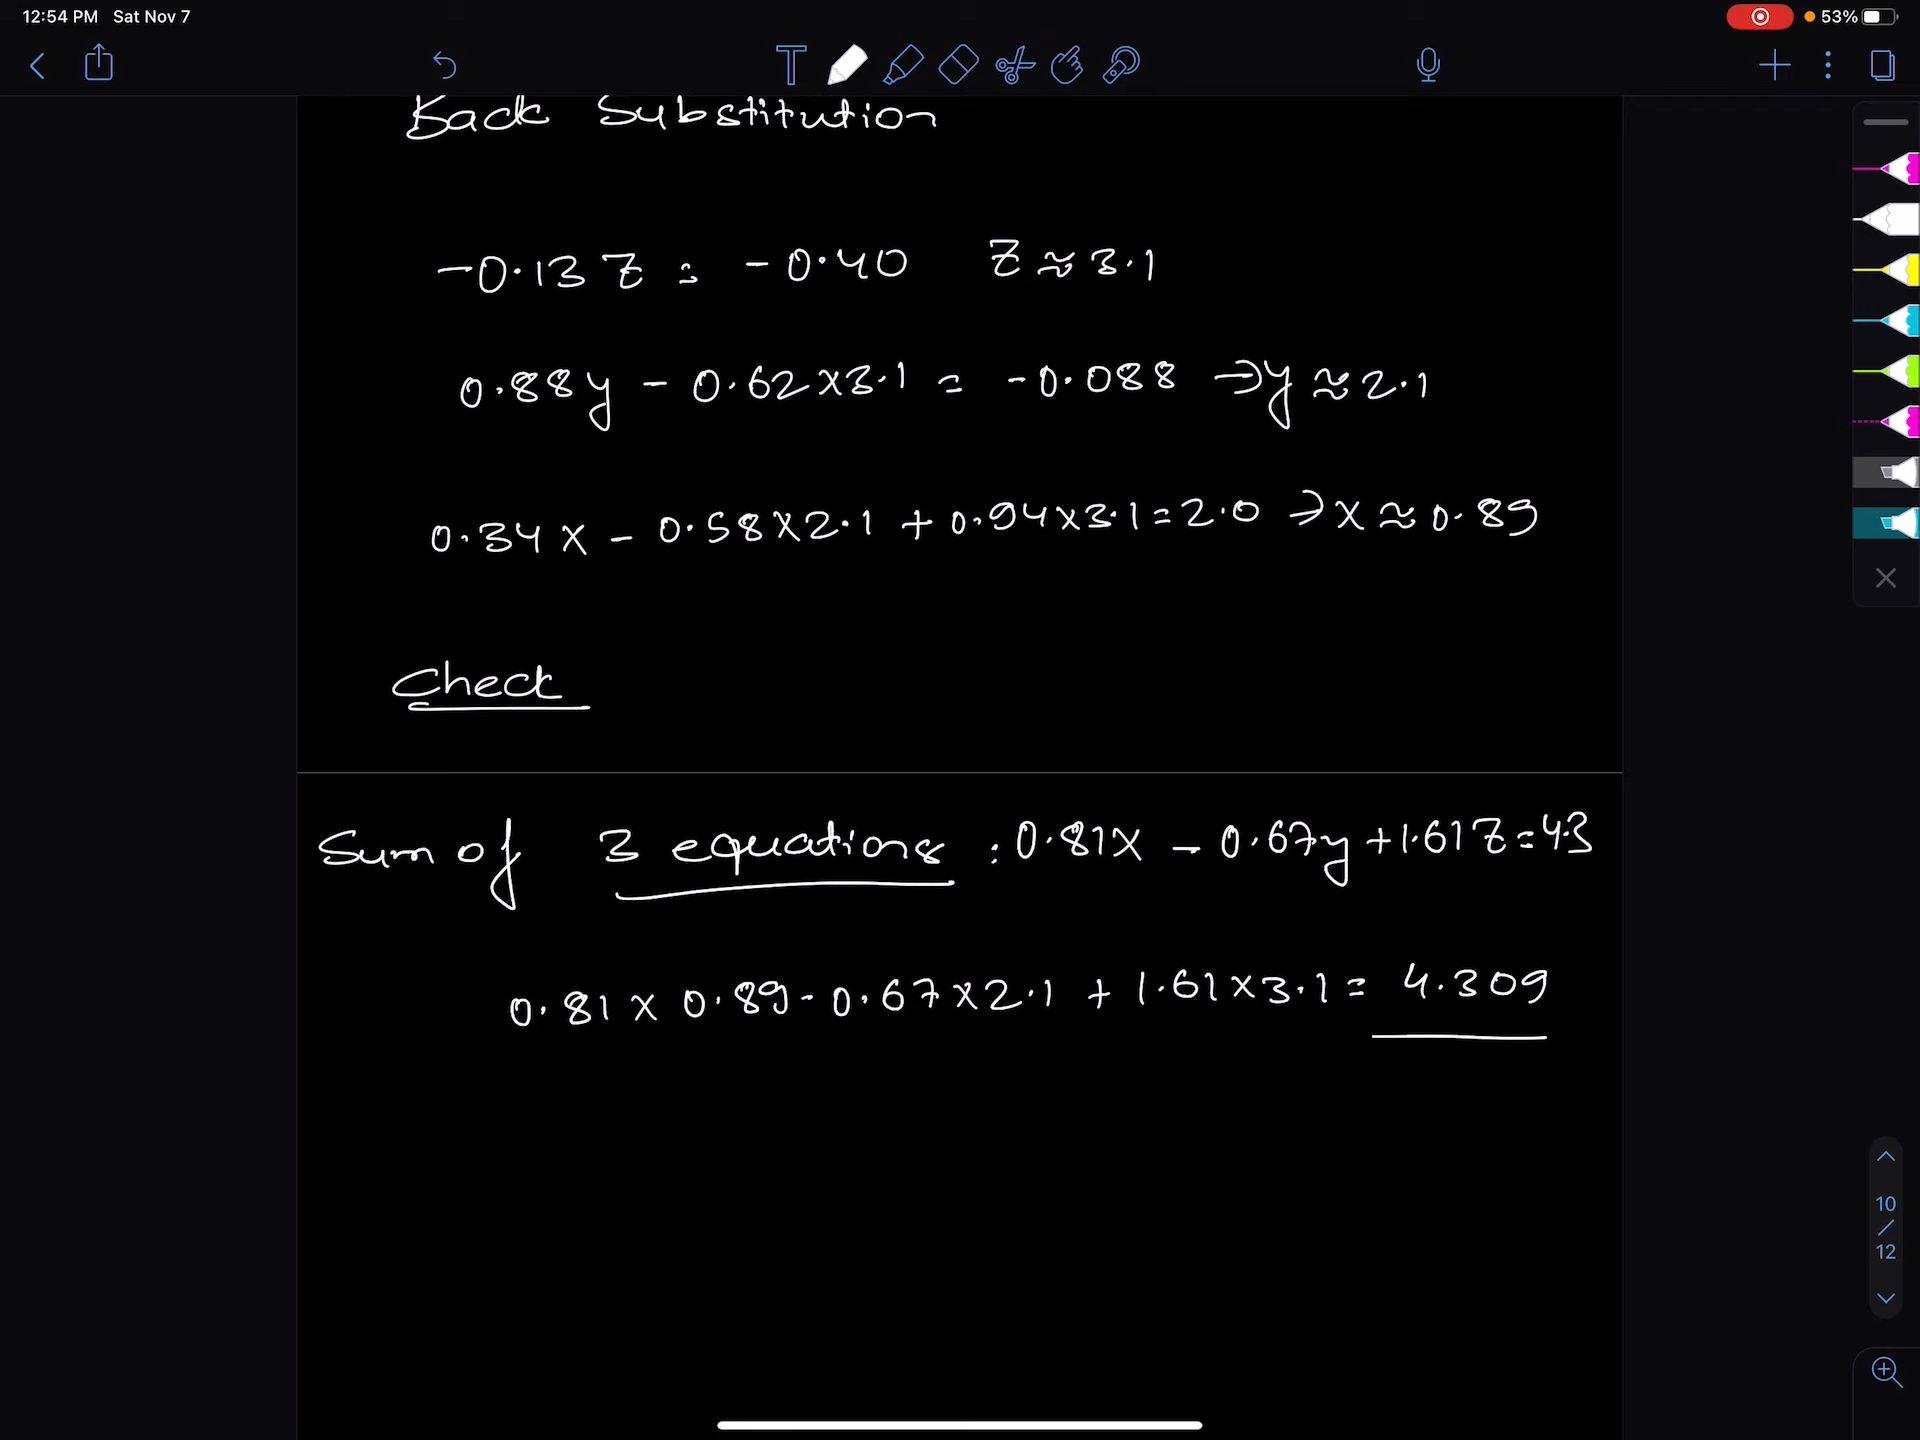 12:54 PM Sat Nov 7
53%
Back Substitution
-0.13 Z = -0.40 Z ≈ 3.1
0.88y - 0.62×3.1 = -0.088 ⇒ y ≈ 2.1
0.34 x - 0.58×2.1 + 0.94×3.1 = 2.0 ⇒ x ≈ 0.89
Check
Sum of 3 equations : 0.81x - 0.67y + 1.61Z = 4.3
0.81 × 0.89 - 0.67×2.1 + 1.61×3.1 = 4.309
10
/
12